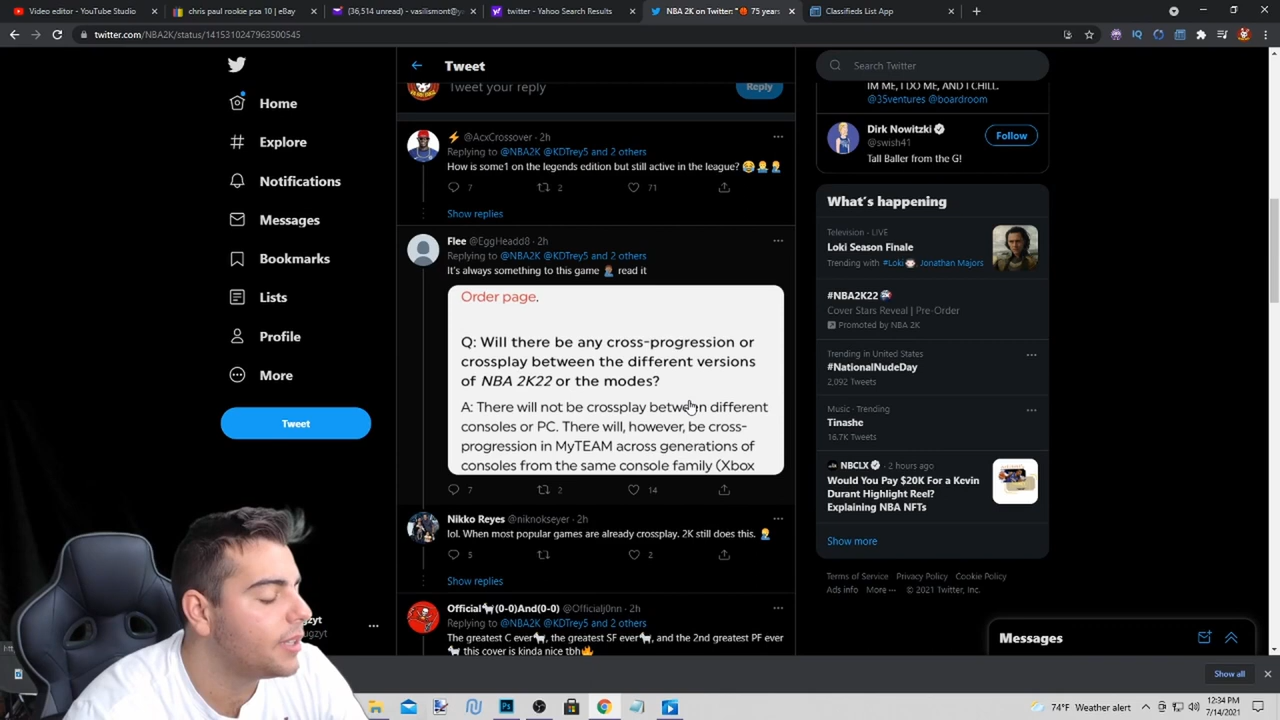 Video editor - YouTube Studio
chris paul rookie psa 10 | eBay
(36,514 unread) - vasilismont@y
twitter - Yahoo Search Results
NBA 2K on Twitter: "🏀 75 years
Classifieds List App
twitter.com/NBA2K/status/1415310247963500545
Home
Explore
Notifications
Messages
Bookmarks
Lists
Profile
More
Tweet
Tweet
Tweet your reply
Reply
⚡ @AcxCrossover · 2h
Replying to @NBA2K @KDTrey5 and 2 others
How is some1 on the legends edition but still active in the league? 😂🤦‍♂️🤦‍♂️
7 2 71
Show replies
Flee @EggHeadd8 · 2h
Replying to @NBA2K @KDTrey5 and 2 others
It's always something to this game 🤦🏾‍♂️ read it
Order page.
Q: Will there be any cross-progression or
crossplay between the different versions
of NBA 2K22 or the modes?
A: There will not be crossplay between different
consoles or PC. There will, however, be cross-
progression in MyTEAM across generations of
consoles from the same console family (Xbox
7 2 14
Nikko Reyes @niknokseyer · 2h
lol. When most popular games are already crossplay. 2K still does this. 🤦‍♂️
5 2
Show replies
Official🐐(0-0)And(0-0) @Officialj0nn · 2h
Replying to @NBA2K @KDTrey5 and 2 others
The greatest C ever🐐, the greatest SF ever🐐, and the 2nd greatest PF ever
🐐 this cover is kinda nice tbh🔥
Search Twitter
IM ME, I DO ME, AND I CHILL.
@35ventures @boardroom
Dirk Nowitzki
@swish41
Follow
Tall Baller from the G!
What's happening
Television · LIVE
Loki Season Finale
Trending with #Loki, Jonathan Majors
#NBA2K22
Cover Stars Reveal | Pre-Order
Promoted by NBA 2K
Trending in United States
#NationalNudeDay
2,092 Tweets
Music · Trending
Tinashe
16.7K Tweets
NBCLX · 2 hours ago
Would You Pay $20K For a Kevin
Durant Highlight Reel?
Explaining NBA NFTs
Show more
Terms of Service Privacy Policy Cookie Policy
Ads info More ··· © 2021 Twitter, Inc.
Messages
Show all
74°F Weather alert
12:34 PM
7/14/2021